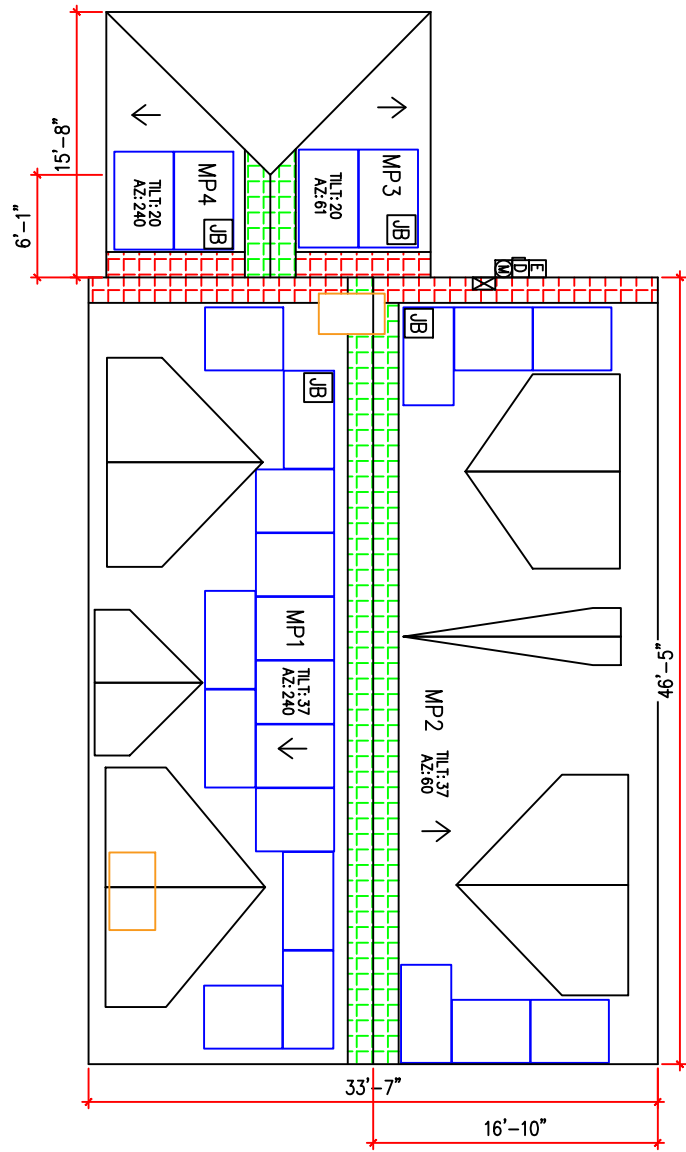 15'-8"
6'-1"
MP4
TILT: 20
AZ: 240
JB
MP3
TILT: 20
AZ: 61
JB
E
D
M
JB
JB
MP1
TILT: 37
AZ: 240
MP2
TILT: 37
AZ: 60
46'-5"
33'-7"
16'-10"